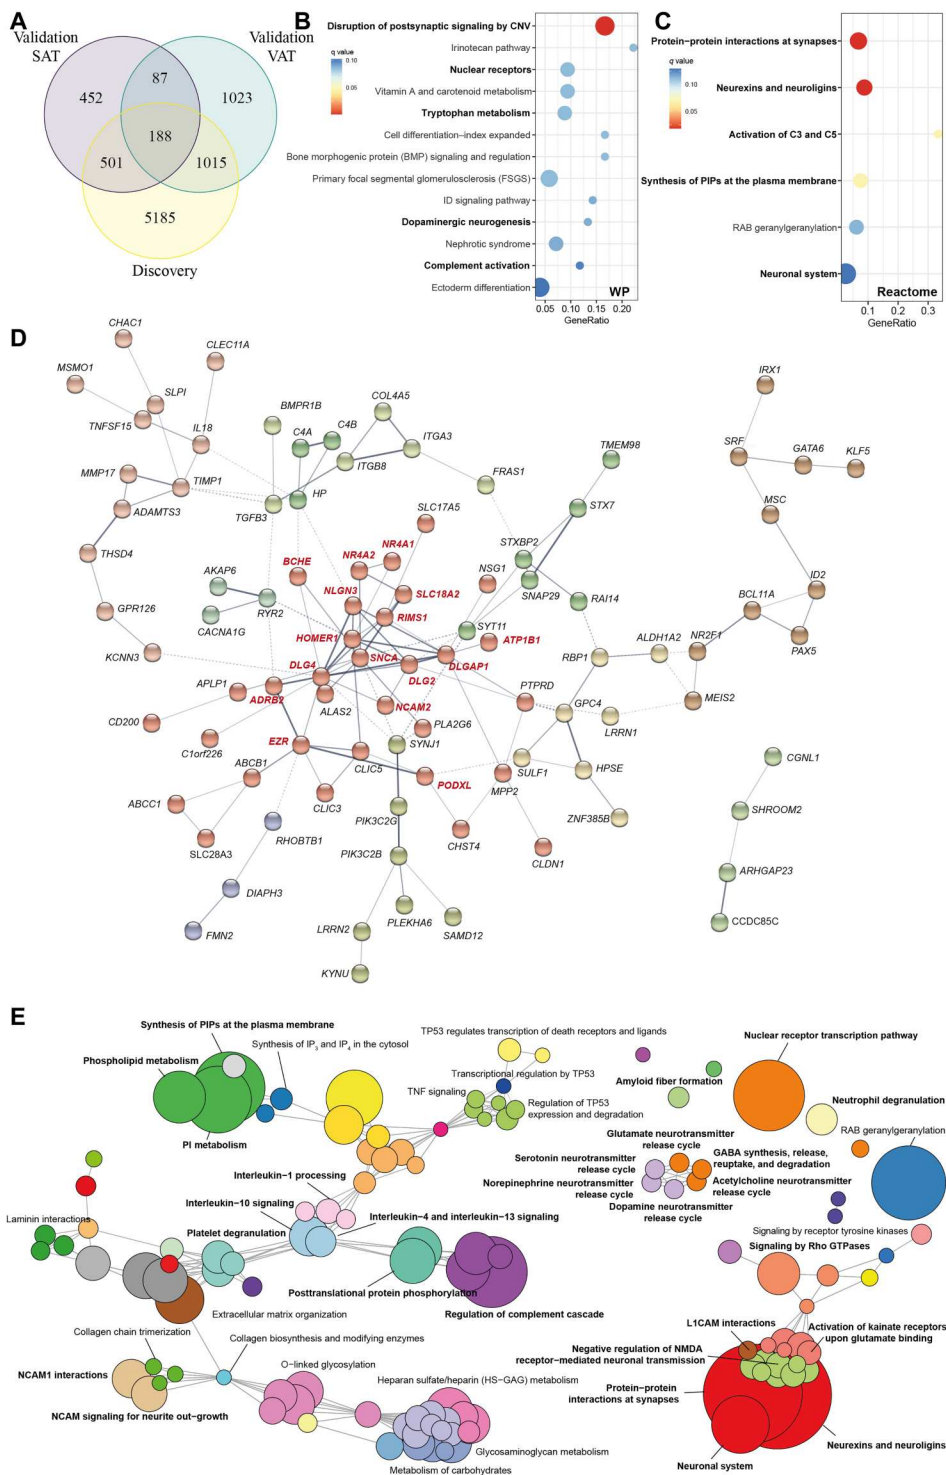 A
Validation
SAT
Validation
VAT
87
452
1023
188
501
1015
5185
Discovery
B
Disruption of postsynaptic signaling by CNV
Irinotecan pathway
Nuclear receptors
Vitamin A and carotenoid metabolism
Tryptophan metabolism
Cell differentiation–index expanded
Bone morphogenic protein (BMP) signaling and regulation
Primary focal segmental glomerulosclerosis (FSGS)
ID signaling pathway
Dopaminergic neurogenesis
Nephrotic syndrome
Complement activation
Ectoderm differentiation
q value
0.10
0.05
WP
0.05 0.10 0.15 0.20
GeneRatio
C
Protein–protein interactions at synapses
Neurexins and neuroligins
Activation of C3 and C5
Synthesis of PIPs at the plasma membrane
RAB geranylgeranylation
Neuronal system
q value
0.10
0.05
Reactome
0.1 0.2 0.3
GeneRatio
D
CHAC1
CLEC11A
MSMO1
SLPI
TNFSF15
IL18
BMPR1B
COL4A5
C4A
C4B
ITGA3
ITGB8
MMP17
TIMP1
HP
ADAMTS3
TGFB3
FRAS1
TMEM98
STX7
SLC17A5
STXBP2
THSD4
NR4A1
NR4A2
BCHE
NSG1
SNAP29
AKAP6
NLGN3
SLC18A2
RAI14
GPR126
RYR2
RIMS1
CACNA1G
SYT11
HOMER1
ATP1B1
KCNN3
SNCA
DLGAP1
RBP1
ALDH1A2
NR2F1
DLG4
DLG2
APLP1
ADRB2
ALAS2
PTPRD
MEIS2
NCAM2
GPC4
CD200
PLA2G6
LRRN1
C1orf226
EZR
SYNJ1
ABCB1
CLIC5
SULF1
HPSE
PODXL
MPP2
ABCC1
CLIC3
PIK3C2G
ZNF385B
SLC28A3
RHOBTB1
CHST4
PIK3C2B
CLDN1
DIAPH3
PLEKHA6
LRRN2
SAMD12
FMN2
KYNU
IRX1
SRF
GATA6
KLF5
MSC
ID2
BCL11A
PAX5
CGNL1
SHROOM2
ARHGAP23
CCDC85C
E
Synthesis of PIPs at the plasma membrane
Synthesis of IP3 and IP4 in the cytosol
Phospholipid metabolism
PI metabolism
TP53 regulates transcription of death receptors and ligands
Transcriptional regulation by TP53
TNF signaling
Regulation of TP53
expression and degradation
Nuclear receptor transcription pathway
Amyloid fiber formation
Neutrophil degranulation
RAB geranylgeranylation
Glutamate neurotransmitter
release cycle
Serotonin neurotransmitter
release cycle
GABA synthesis, release,
reuptake, and degradation
Norepinephrine neurotransmitter
release cycle
Acetylcholine neurotransmitter
release cycle
Dopamine neurotransmitter
release cycle
Interleukin-1 processing
Interleukin-10 signaling
Interleukin-4 and interleukin-13 signaling
Laminin interactions
Platelet degranulation
Signaling by receptor tyrosine kinases
Signaling by Rho GTPases
Posttranslational protein phosphorylation
Regulation of complement cascade
Extracellular matrix organization
Collagen chain trimerization
Collagen biosynthesis and modifying enzymes
L1CAM interactions
Activation of kainate receptors
upon glutamate binding
Negative regulation of NMDA
receptor-mediated neuronal transmission
NCAM1 interactions
O-linked glycosylation
Heparan sulfate/heparin (HS-GAG) metabolism
Protein–protein
interactions at synapses
NCAM signaling for neurite out-growth
Neurexins and neuroligins
Glycosaminoglycan metabolism
Neuronal system
Metabolism of carbohydrates